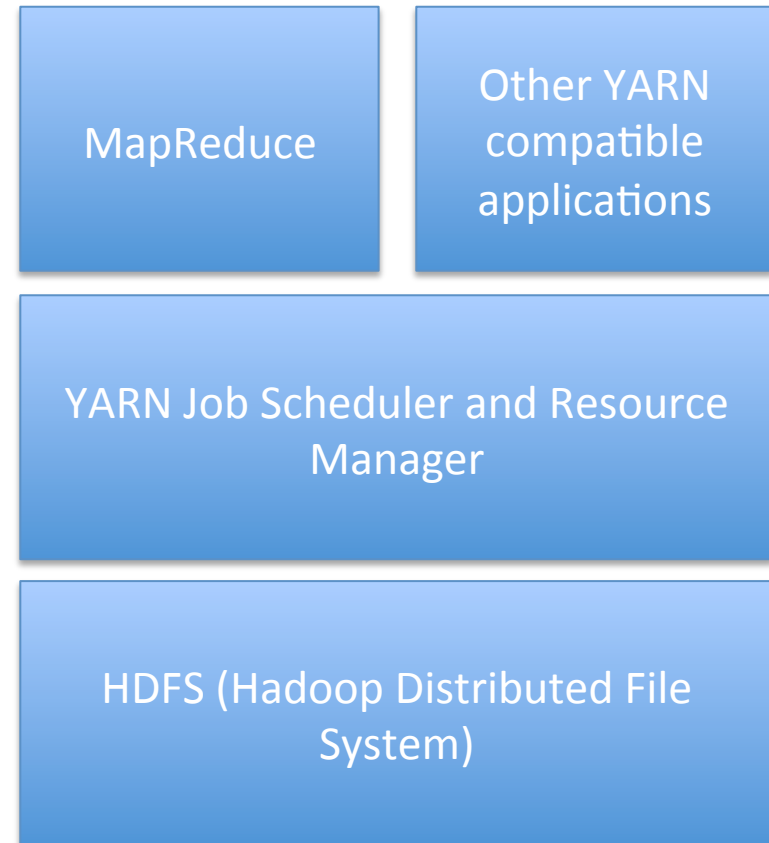 MapReduce
Other YARN
compatible
applications
YARN Job Scheduler and Resource
Manager
HDFS (Hadoop Distributed File
System)